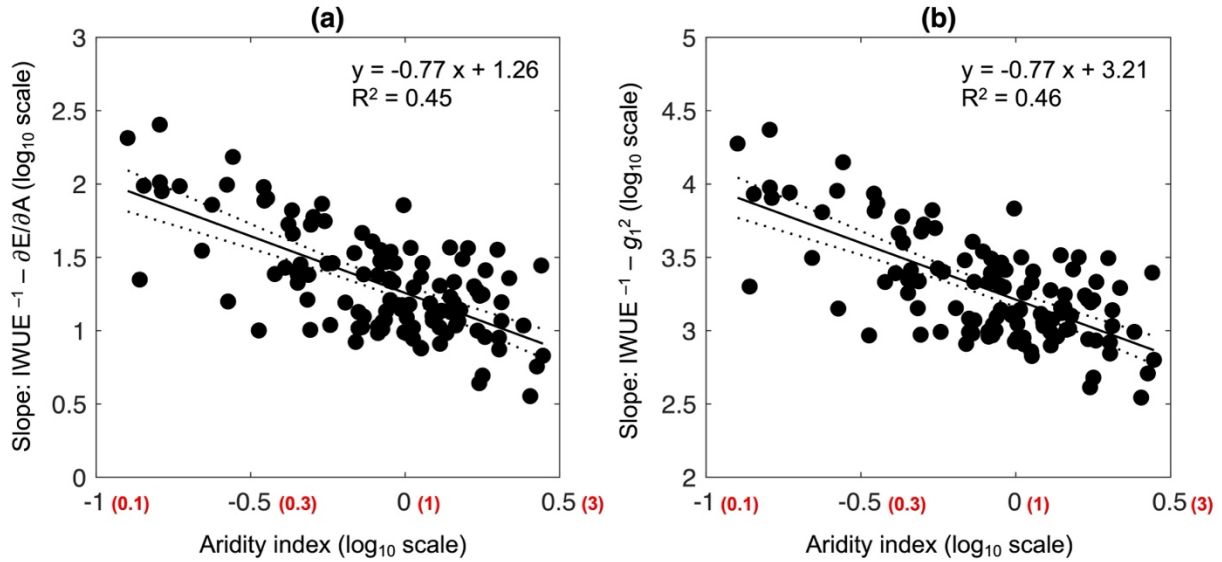 (a)
y = -0.77 x + 1.26
R² = 0.45
Slope: IWUE ⁻¹ – ∂E/∂A (log₁₀ scale)
3
2.5
2
1.5
1
0.5
0
-1 (0.1) -0.5 (0.3) 0 (1) 0.5 (3)
Aridity index (log₁₀ scale)
(b)
y = -0.77 x + 3.21
R² = 0.46
Slope: IWUE ⁻¹ – g₁² (log₁₀ scale)
5
4.5
4
3.5
3
2.5
2
-1 (0.1) -0.5 (0.3) 0 (1) 0.5 (3)
Aridity index (log₁₀ scale)